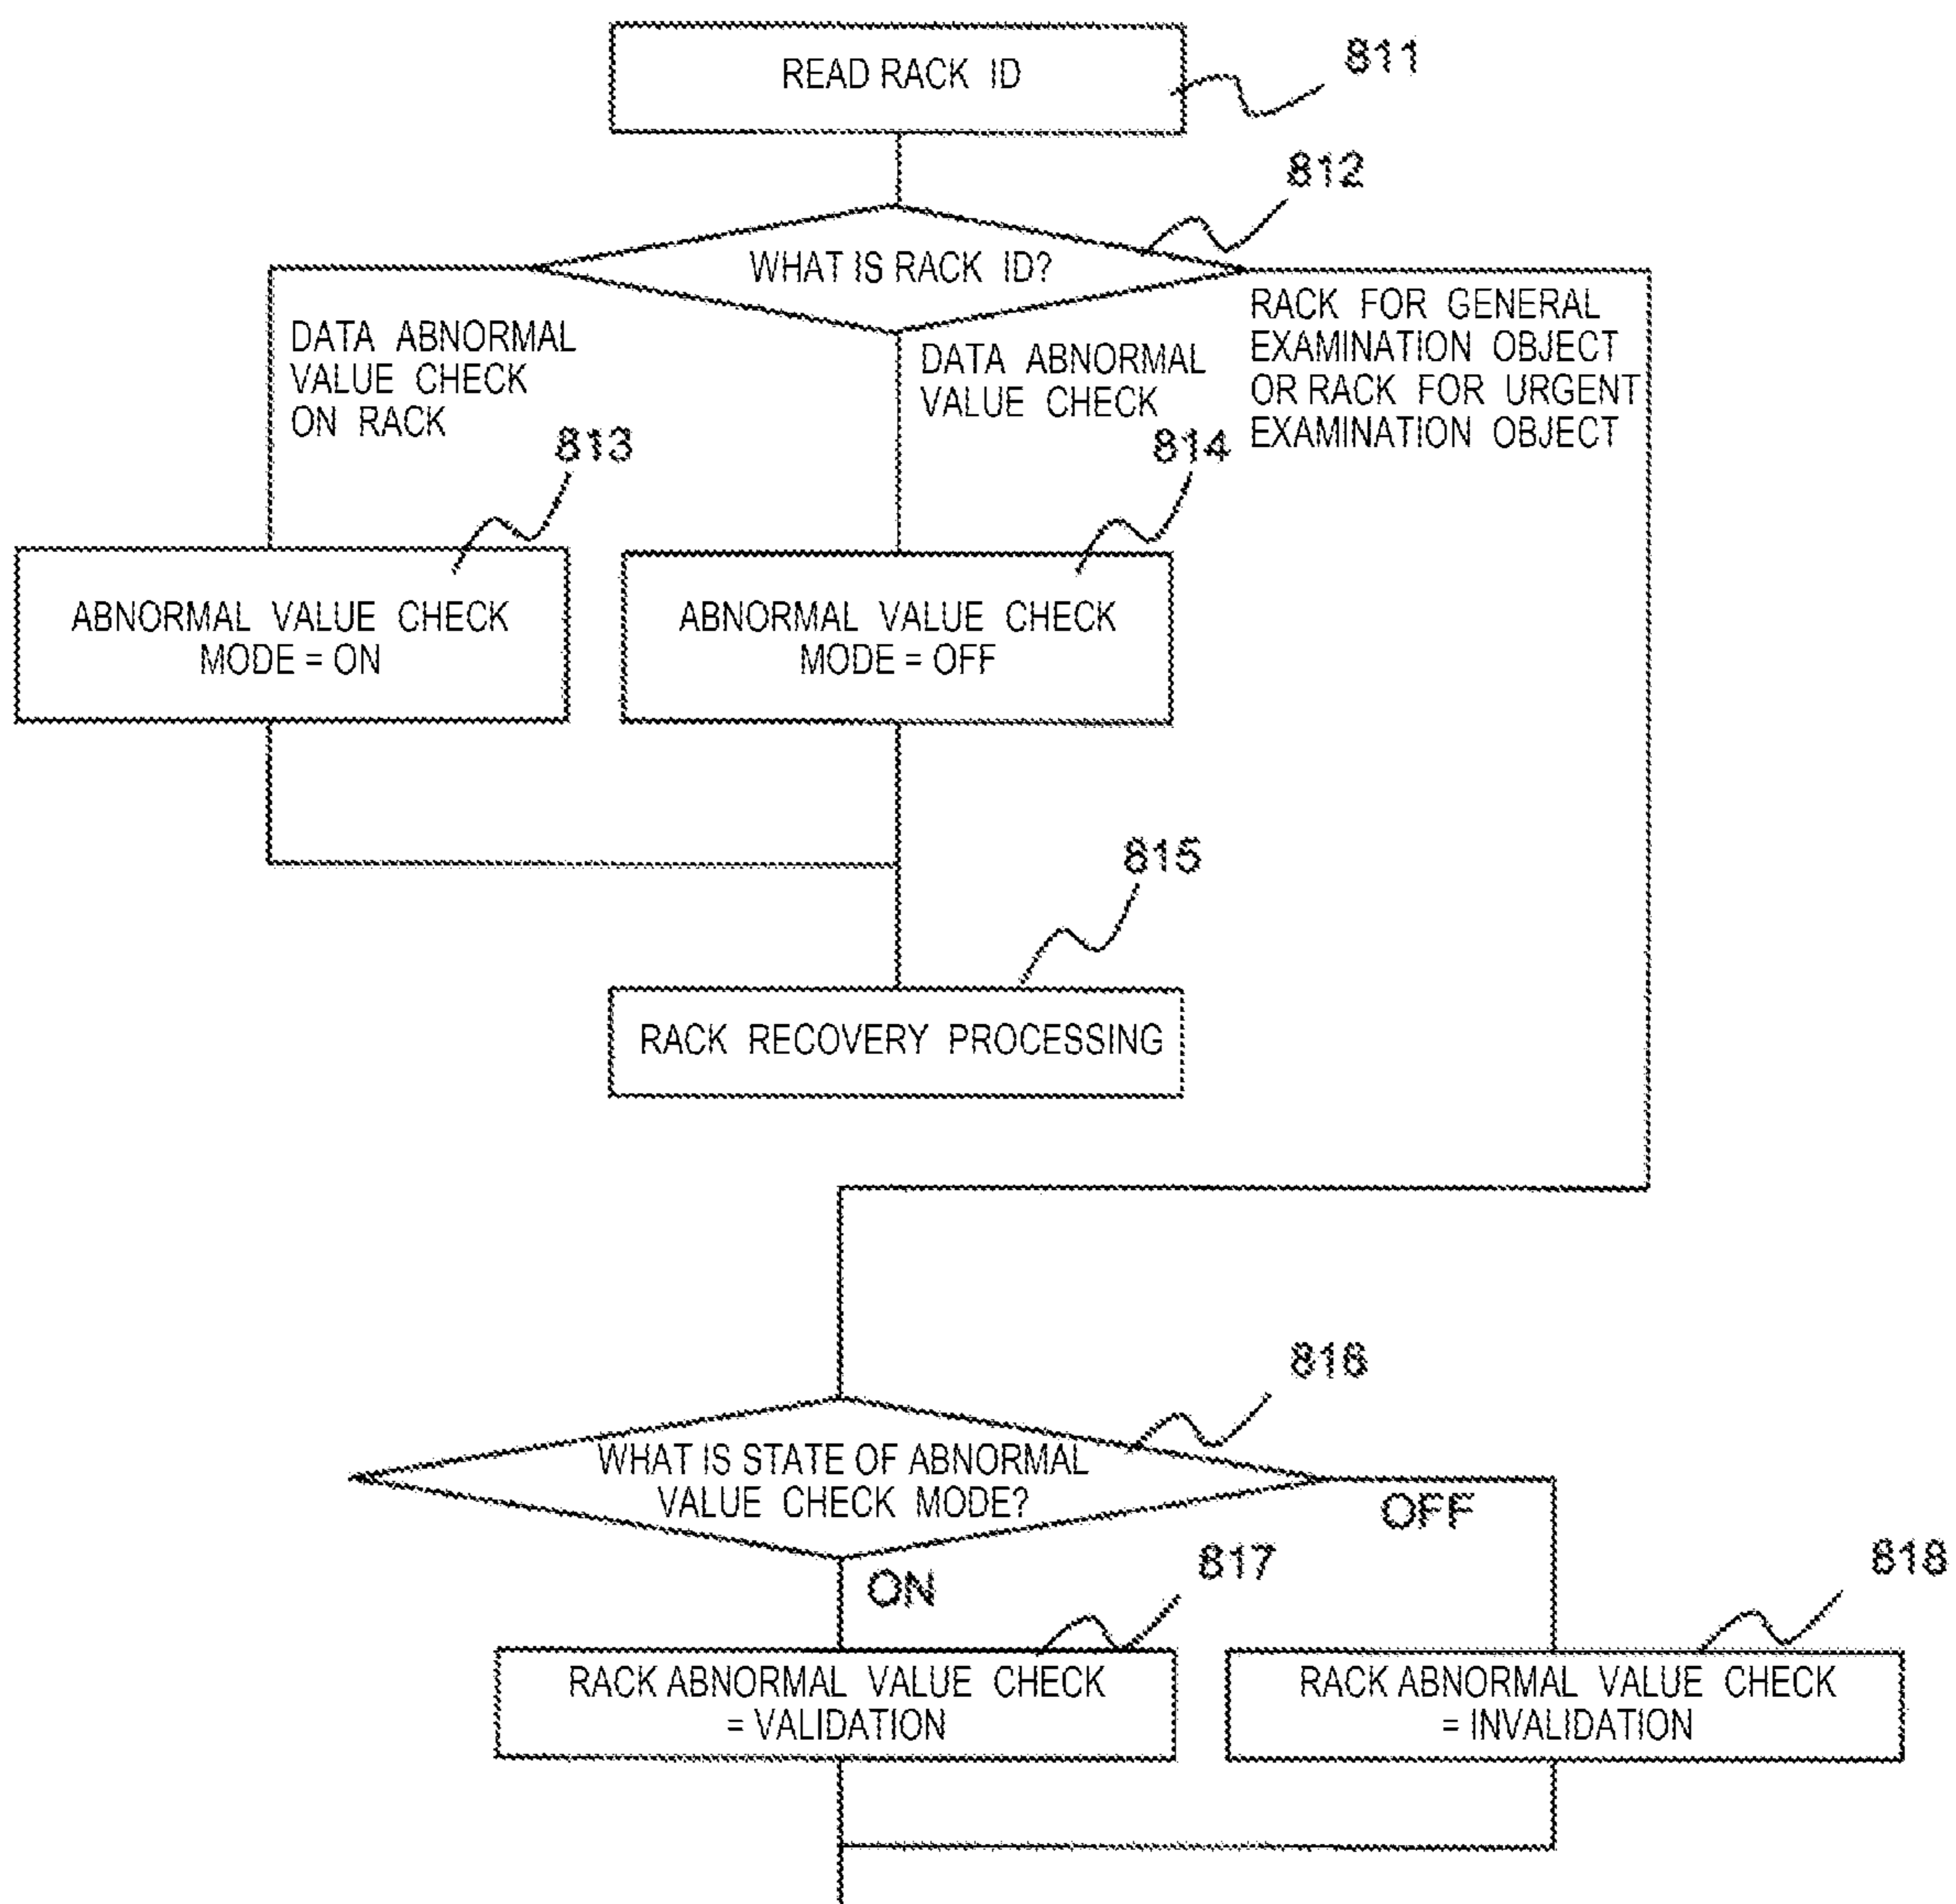 READ RACK ID
811
812
WHAT IS RACK ID?
DATA ABNORMAL
VALUE CHECK
ON RACK
DATA ABNORMAL
VALUE CHECK
RACK FOR GENERAL
EXAMINATION OBJECT
OR RACK FOR URGENT
EXAMINATION OBJECT
813
814
ABNORMAL VALUE CHECK
MODE = ON
ABNORMAL VALUE CHECK
MODE = OFF
815
RACK RECOVERY PROCESSING
816
WHAT IS STATE OF ABNORMAL
VALUE CHECK MODE?
OFF
ON
817
818
RACK ABNORMAL VALUE CHECK
= VALIDATION
RACK ABNORMAL VALUE CHECK
= INVALIDATION